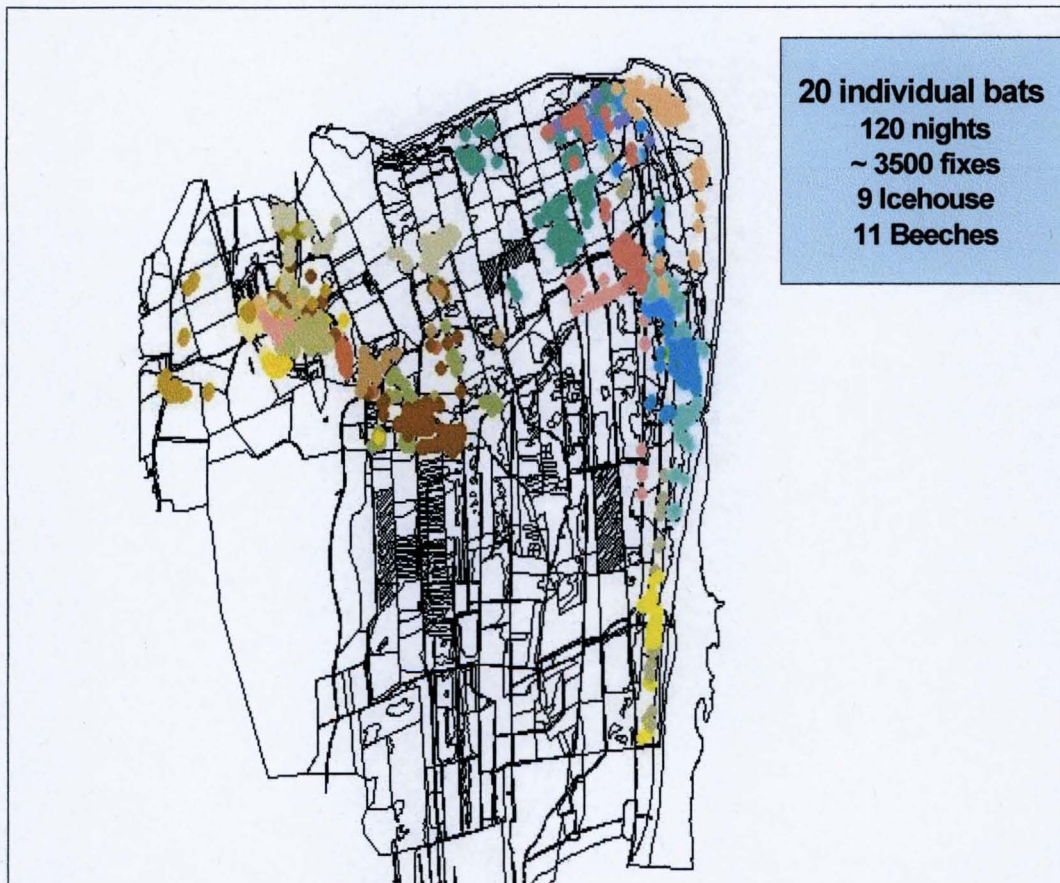 20 individual bats
120 nights
~ 3500 fixes
9 Icehouse
11 Beeches